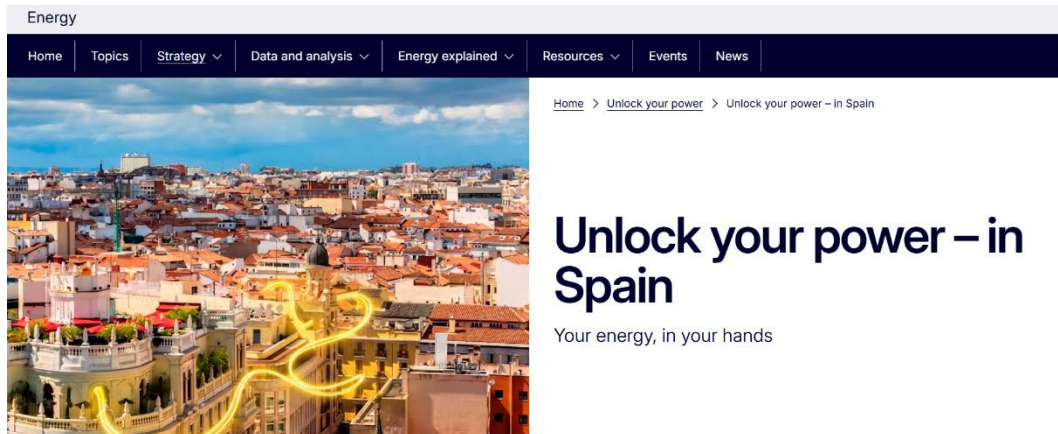 Energy
Home Topics Strategy Data and analysis Energy explained Resources Events News
Home > Unlock your power > Unlock your power – in Spain
Unlock your power – in
Spain
Your energy, in your hands